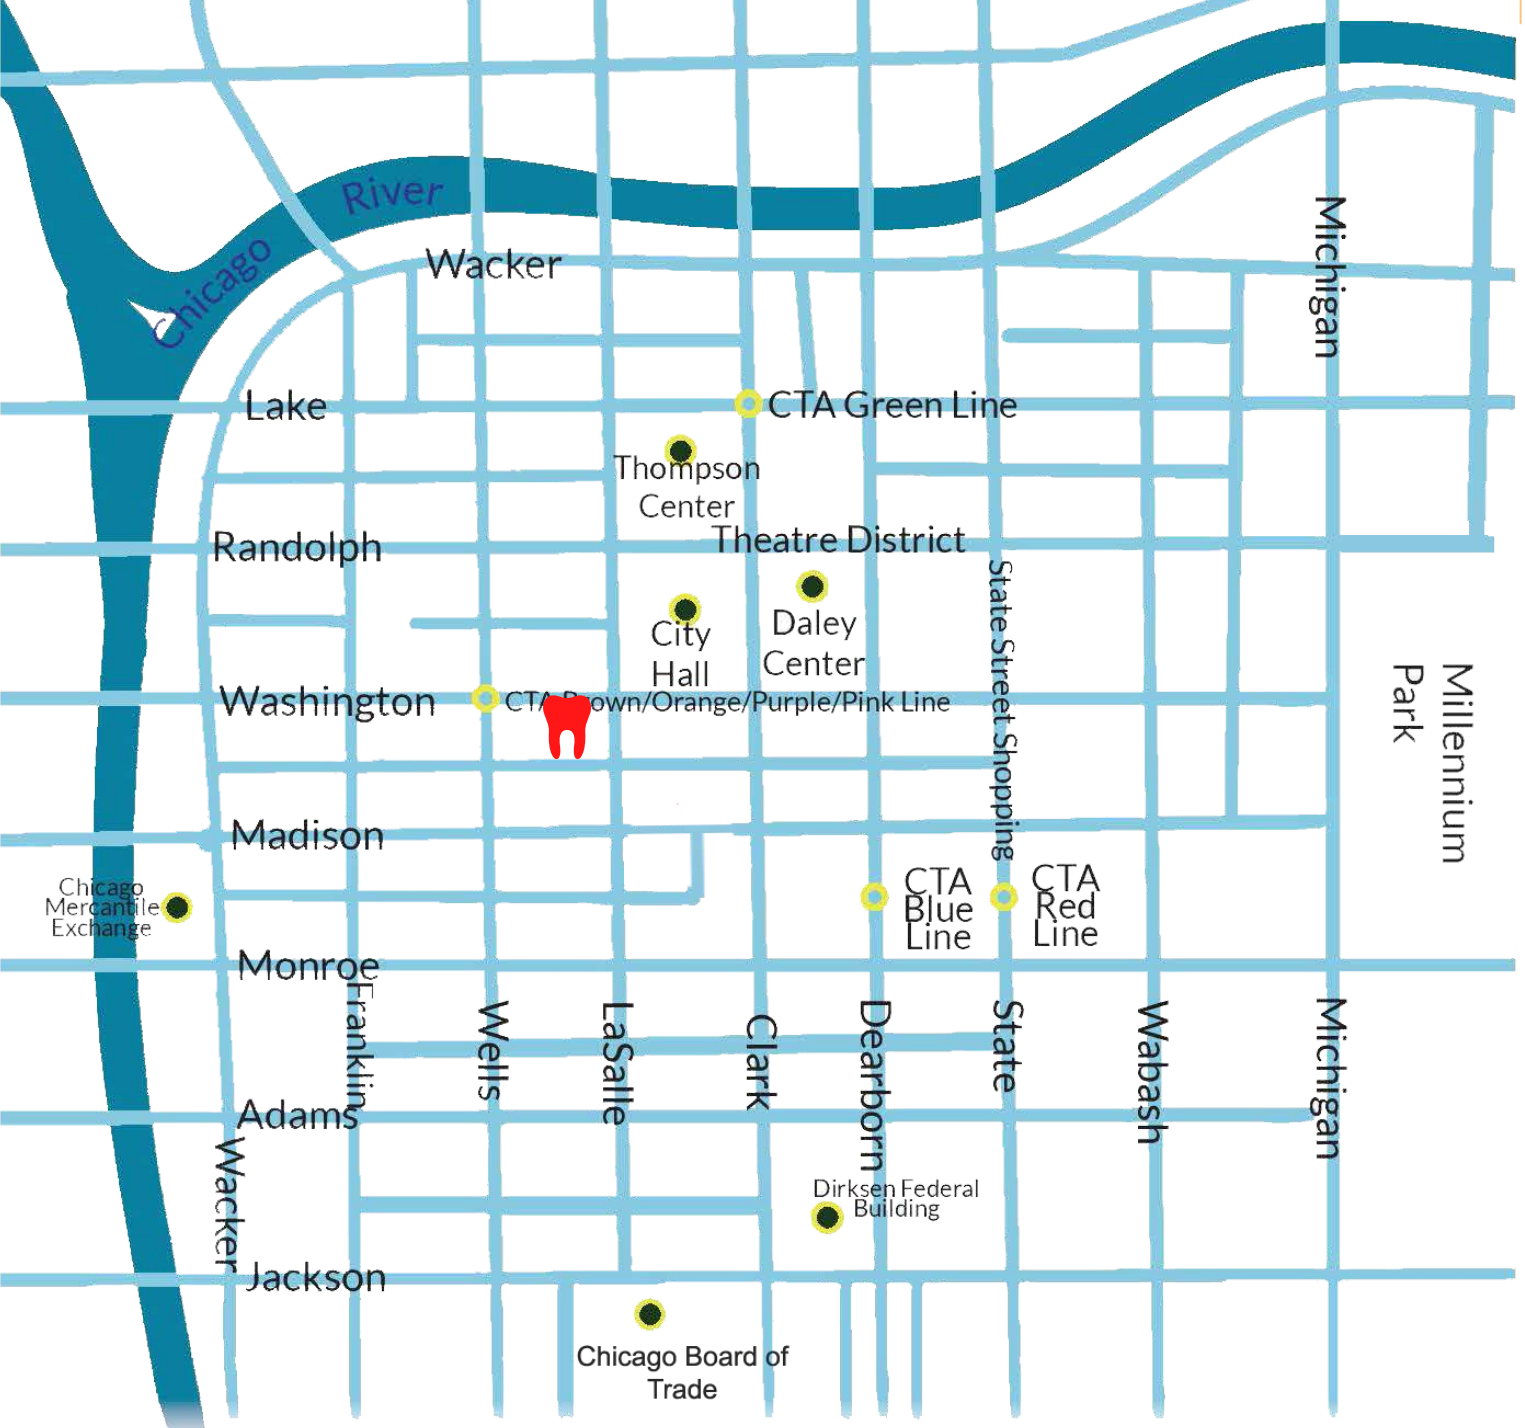 River
Chicago
Wacker
Michigan
Lake
CTA Green Line
Thompson
Center
Randolph
Theatre District
State Street Shopping
City
Hall
Daley
Center
Washington
CTA Brown/Orange/Purple/Pink Line
Millennium
Park
Madison
Chicago
Mercantile
Exchange
CTA
Blue
Line
CTA
Red
Line
Monroe
Franklin
Wells
LaSalle
Clark
Dearborn
State
Wabash
Michigan
Adams
Wacker
Dirksen Federal
Building
Jackson
Chicago Board of
Trade